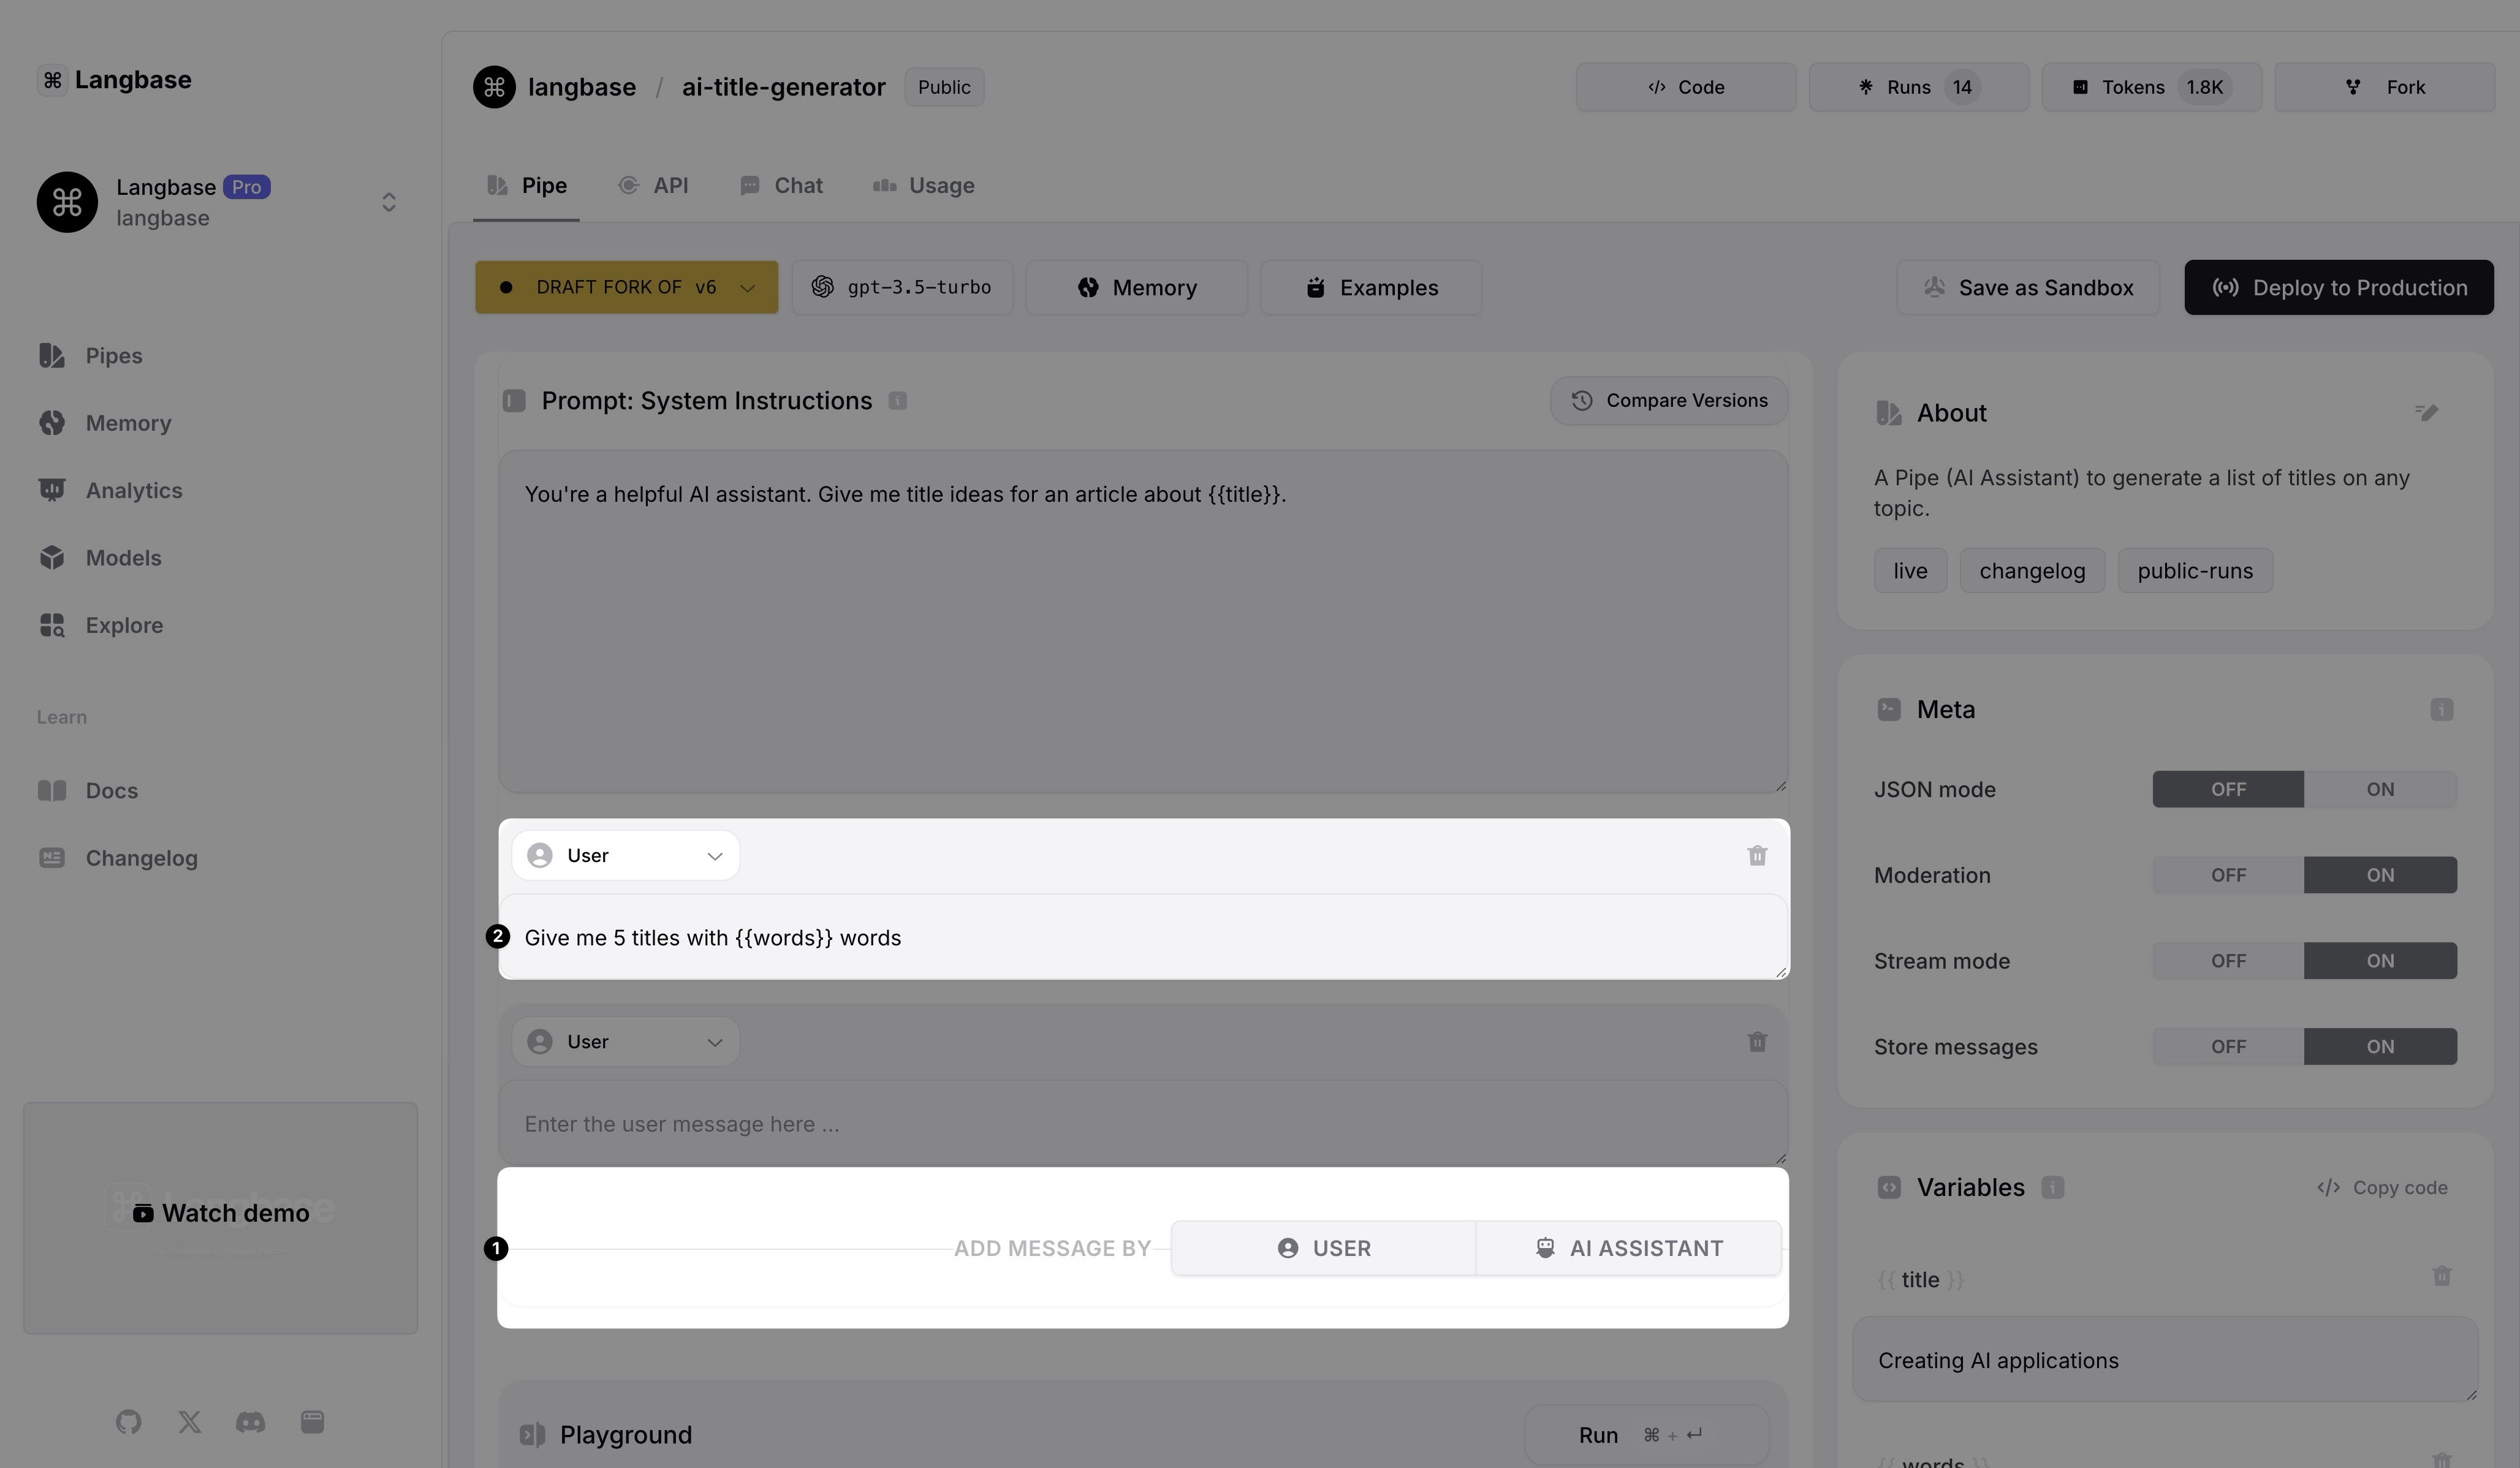 Langbase
langbase / ai-title-generator Public
Code
Runs 14
Tokens 1.8K
Fork
Langbase Pro
langbase
Pipe
API
Chat
Usage
DRAFT FORK OF v6
gpt-3.5-turbo
Memory
Examples
Save as Sandbox
Deploy to Production
Pipes
Memory
Analytics
Models
Explore
Learn
Docs
Changelog
Watch demo
Prompt: System Instructions
Compare Versions
You're a helpful AI assistant. Give me title ideas for an article about {{title}}.
User
2
Give me 5 titles with {{words}} words
User
Enter the user message here ...
1
ADD MESSAGE BY
USER
AI ASSISTANT
Playground
Run ⌘ + ↵
About
A Pipe (AI Assistant) to generate a list of titles on any
topic.
live
changelog
public-runs
Meta
JSON mode OFF ON
Moderation OFF ON
Stream mode OFF ON
Store messages OFF ON
Variables
Copy code
{{ title }}
Creating AI applications
{{ words }}